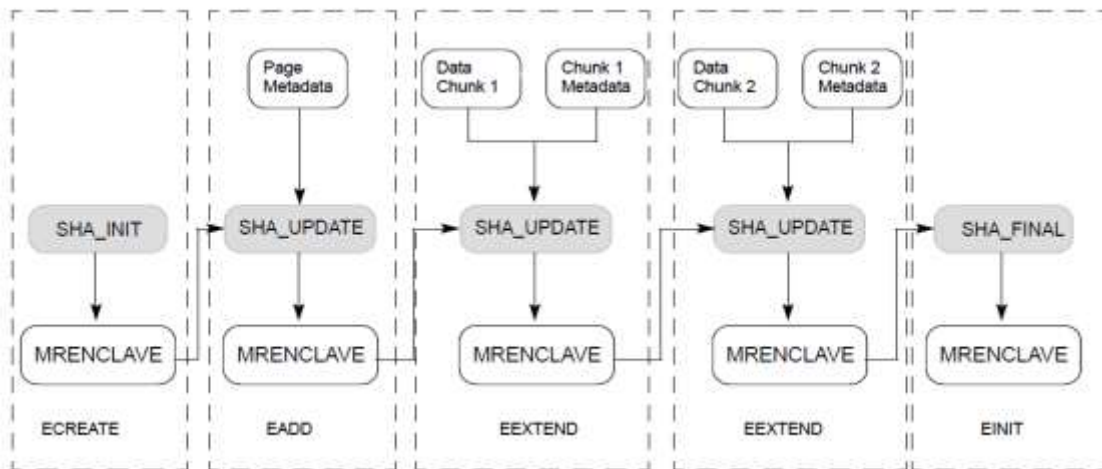 Page
Metadata
Data
Chunk 1
Chunk 1
Metadata
Data
Chunk 2
Chunk 2
Metadata
SHA_INIT
SHA_UPDATE
SHA_UPDATE
SHA_UPDATE
SHA_FINAL
MRENCLAVE
MRENCLAVE
MRENCLAVE
MRENCLAVE
MRENCLAVE
ECREATE
EADD
EEXTEND
EEXTEND
EINIT